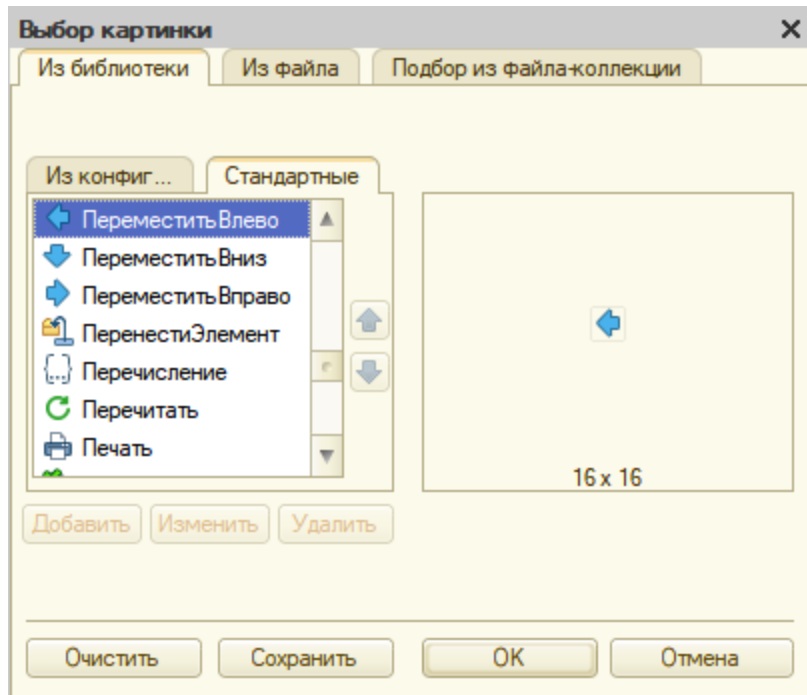 Выбор картинки
Из библиотеки Из файла Подбор из файла-коллекции
Из конфиг... Стандартные
ПереместитьВлево
ПереместитьВниз
ПереместитьВправо
ПеренестиЭлемент
Перечисление
Перечитать
Печать
16 x 16
Добавить Изменить Удалить
Очистить Сохранить OK Отмена